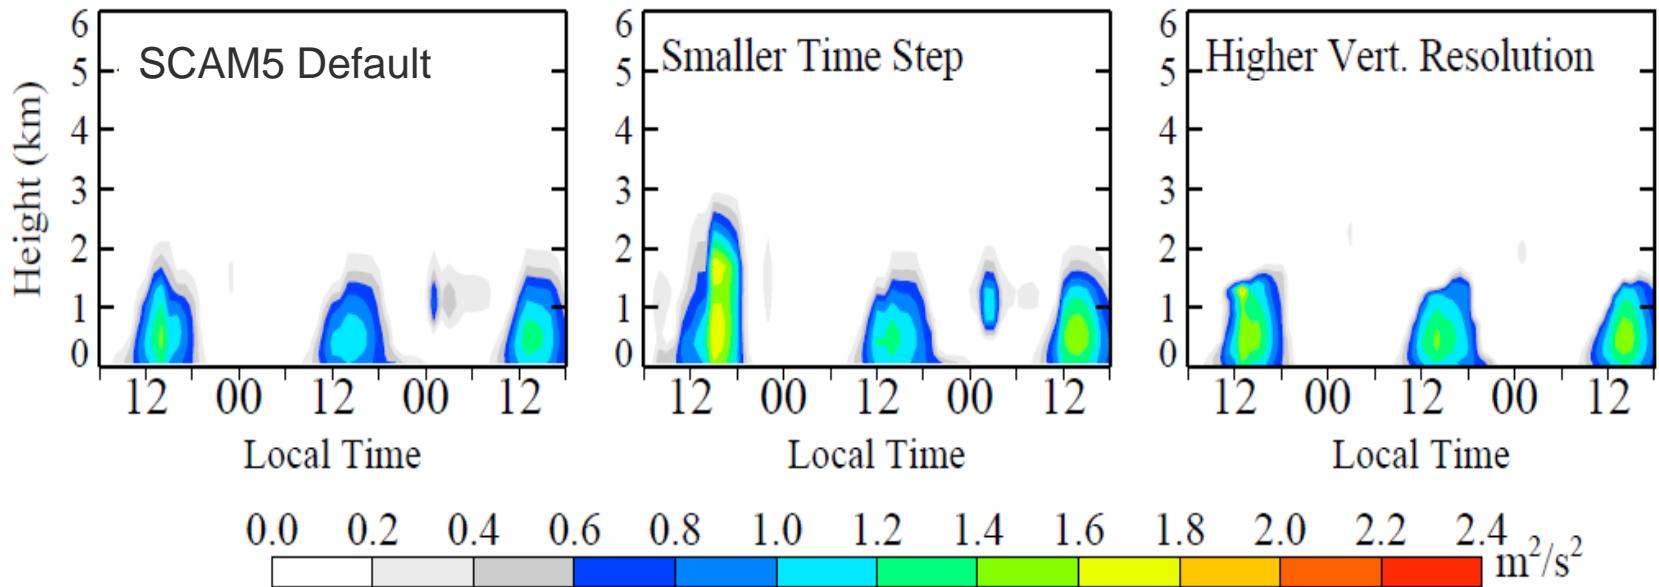 SCAM5 Default
Smaller Time Step
Higher Vert. Resolution
Height (km)
6
5
4
3
2
1
0
6
5
4
3
2
1
0
6
5
4
3
2
1
0
12 00 12 00 12
12 00 12 00 12
12 00 12 00 12
Local Time
Local Time
Local Time
0.0 0.2 0.4 0.6 0.8 1.0 1.2 1.4 1.6 1.8 2.0 2.2 2.4
m²/s²